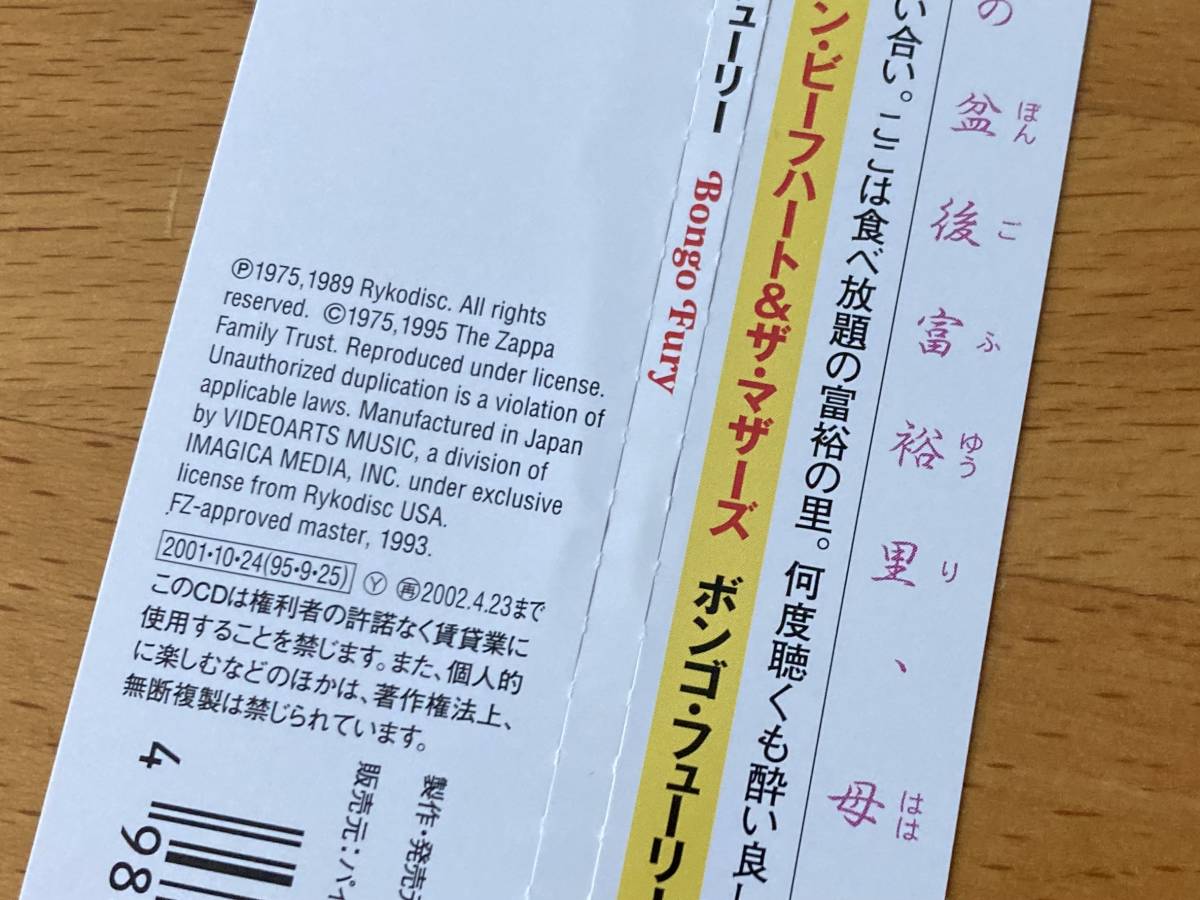 の盆後富裕里、母
ぼん ご ふ ゆう り はは
い合い。ここは食べ放題の富裕の里。何度聴くも酔い良
ン・ビーフハート&ザ・マザーズ ボンゴ・フューリー
ューリー Bongo Fury
Ⓟ1975,1989 Rykodisc. All rights
reserved. ©1975,1995 The Zappa
Family Trust. Reproduced under license.
Unauthorized duplication is a violation of
applicable laws. Manufactured in Japan
by VIDEOARTS MUSIC, a division of
IMAGICA MEDIA, INC. under exclusive
license from Rykodisc USA.
FZ-approved master, 1993.
2001・10・24(95・9・25) Ⓨ ㊢2002.4.23まで
このCDは権利者の許諾なく賃貸業に
使用することを禁じます。また、個人的
に楽しむなどのほかは、著作権法上、
無断複製は禁じられています。
製作・発売元
販売元：パイ
4 98